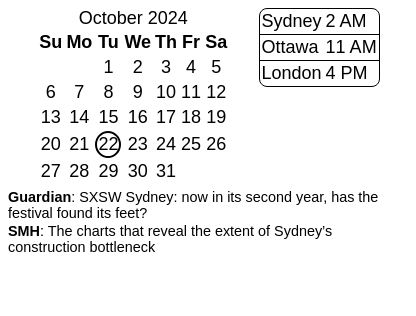 October 2024
Su Mo Tu We Th Fr Sa
1 2 3 4 5
6 7 8 9 10 11 12
13 14 15 16 17 18 19
20 21 22 23 24 25 26
27 28 29 30 31
Sydney 2 AM
Ottawa 11 AM
London 4 PM
Guardian: SXSW Sydney: now in its second year, has the
festival found its feet?
SMH: The charts that reveal the extent of Sydney’s
construction bottleneck